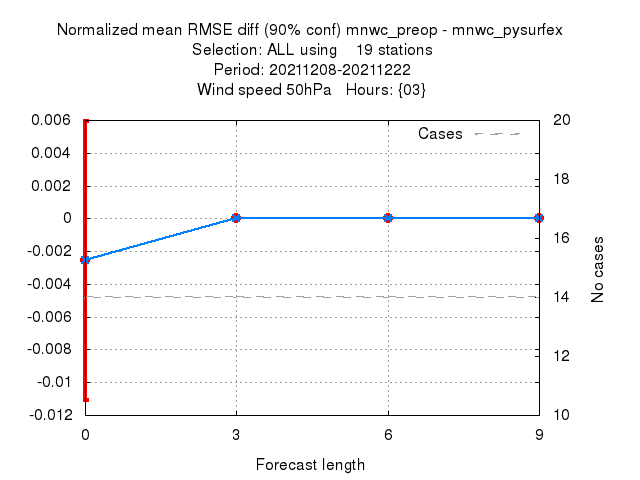 Normalized mean RMSE diff (90% conf) mnwc_preop - mnwc_pysurfex
Selection: ALL using    19 stations
Period: 20211208-20211222
Wind speed 50hPa   Hours: {03}
0.006
0.004
0.002
0
-0.002
-0.004
-0.006
-0.008
-0.01
-0.012
Cases
20
18
16
14
12
10
No cases
0 3 6 9
Forecast length